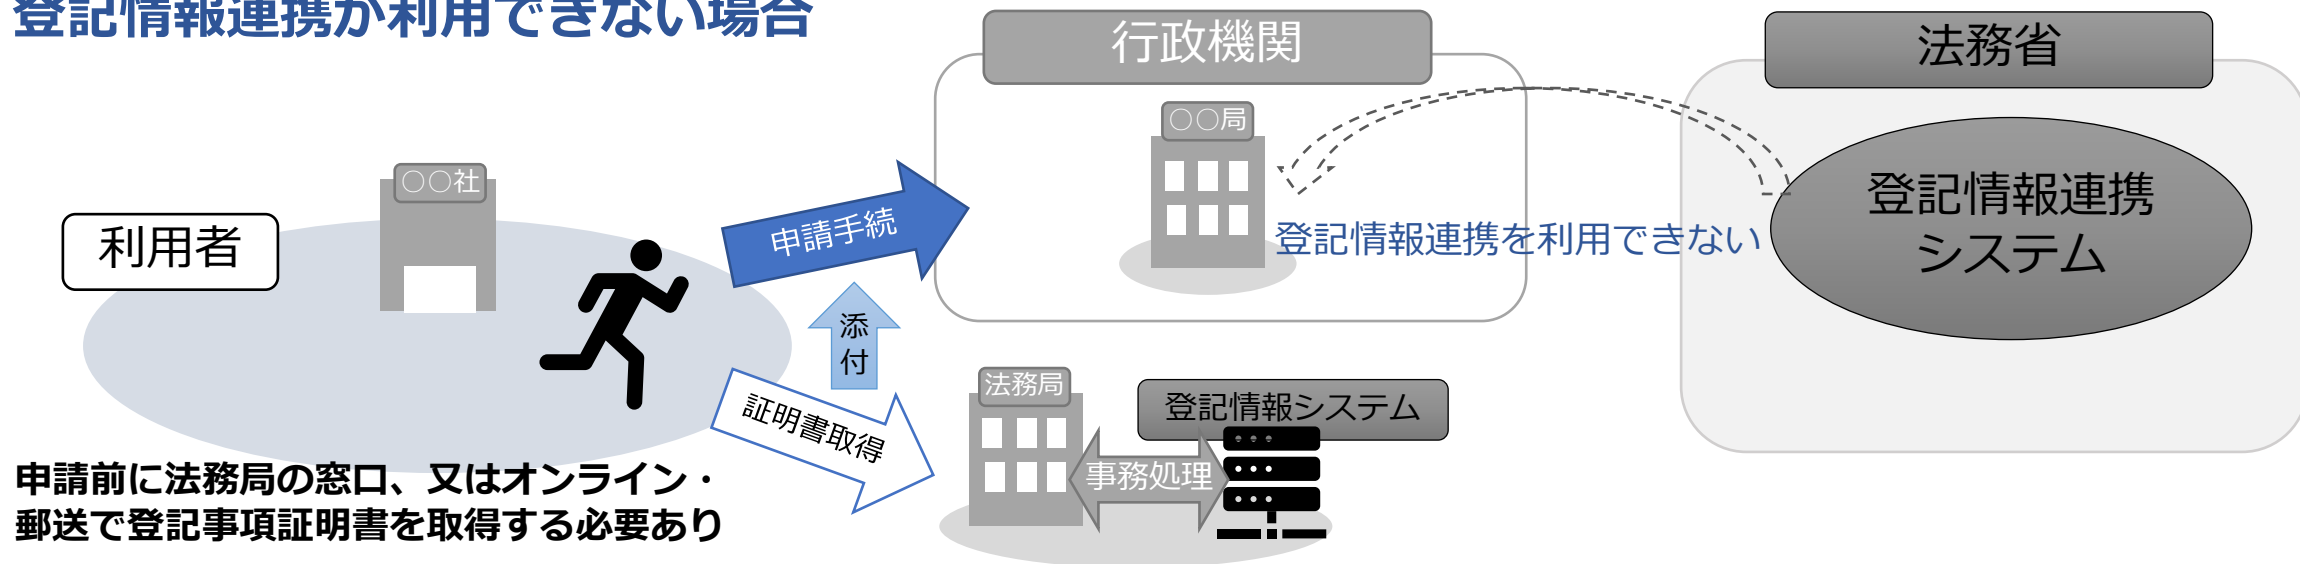 登記情報連携が利用できない場合
行政機関
法務省
〇〇局
〇〇社
利用者
申請手続
登記情報連携を利用できない
登記情報連携
システム
添
付
証明書取得
法務局
登記情報システム
事務処理
申請前に法務局の窓口、又はオンライン・
郵送で登記事項証明書を取得する必要あり